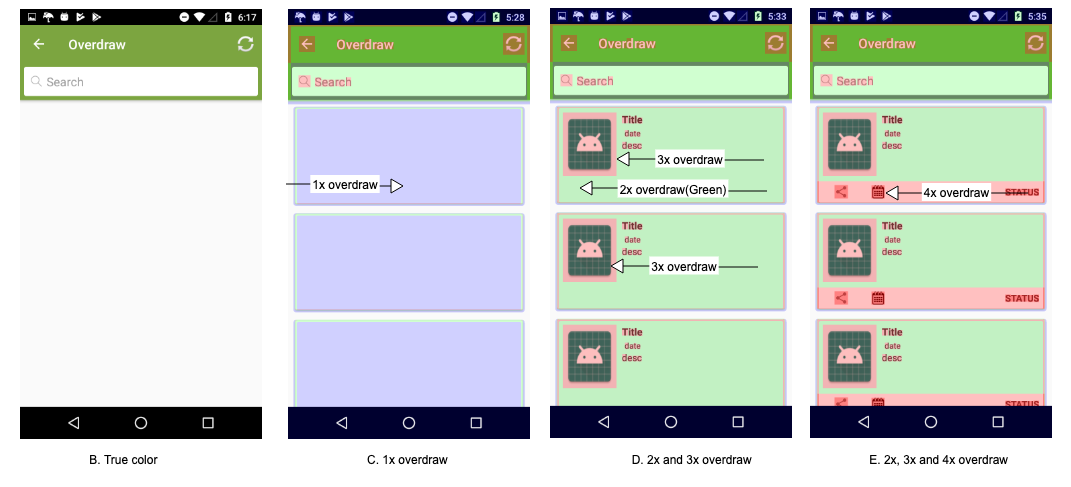 6:17
Overdraw
Search
B. True color
5:28
Overdraw
Search
1x overdraw
C. 1x overdraw
5:33
Overdraw
Search
Title
date
desc
3x overdraw
2x overdraw(Green)
Title
date
desc
3x overdraw
Title
date
desc
D. 2x and 3x overdraw
5:35
Overdraw
Search
Title
date
desc
4x overdraw
STATUS
Title
date
desc
STATUS
Title
date
desc
STATUS
E. 2x, 3x and 4x overdraw